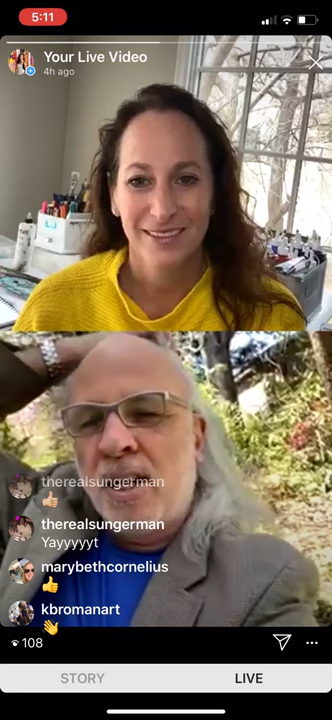 5:11
Your Live Video
4h ago
therealsungerman
therealsungerman
Yayyyyyt
marybethcornelius
kbromanart
108
STORY
LIVE